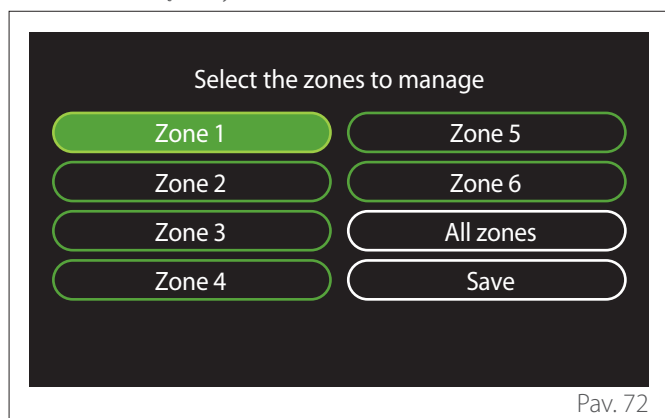 Select the zones to manage
Zone 1
Zone 2
Zone 3
Zone 4
Zone 5
Zone 6
All zones
Save
Pav. 72